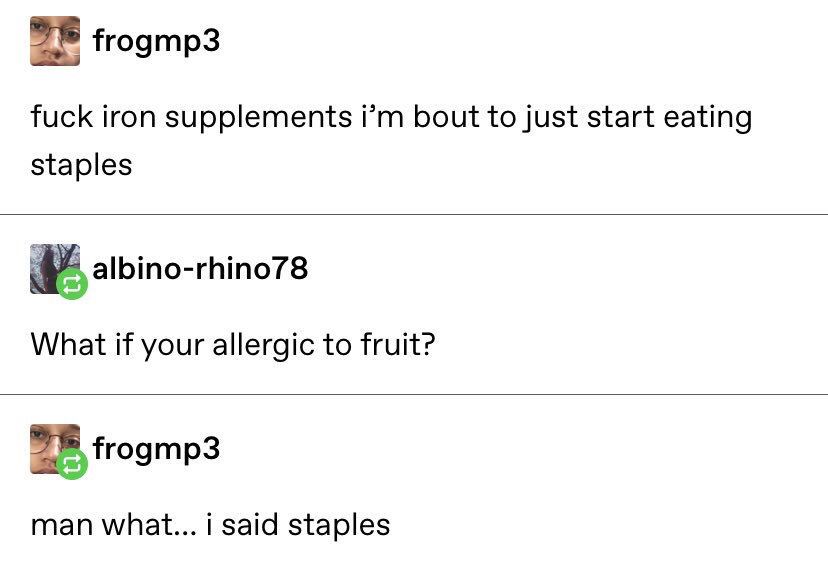 frogmp3
fuck iron supplements i’m bout to just start eating
staples
albino-rhino78
What if your allergic to fruit?
frogmp3
man what... i said staples